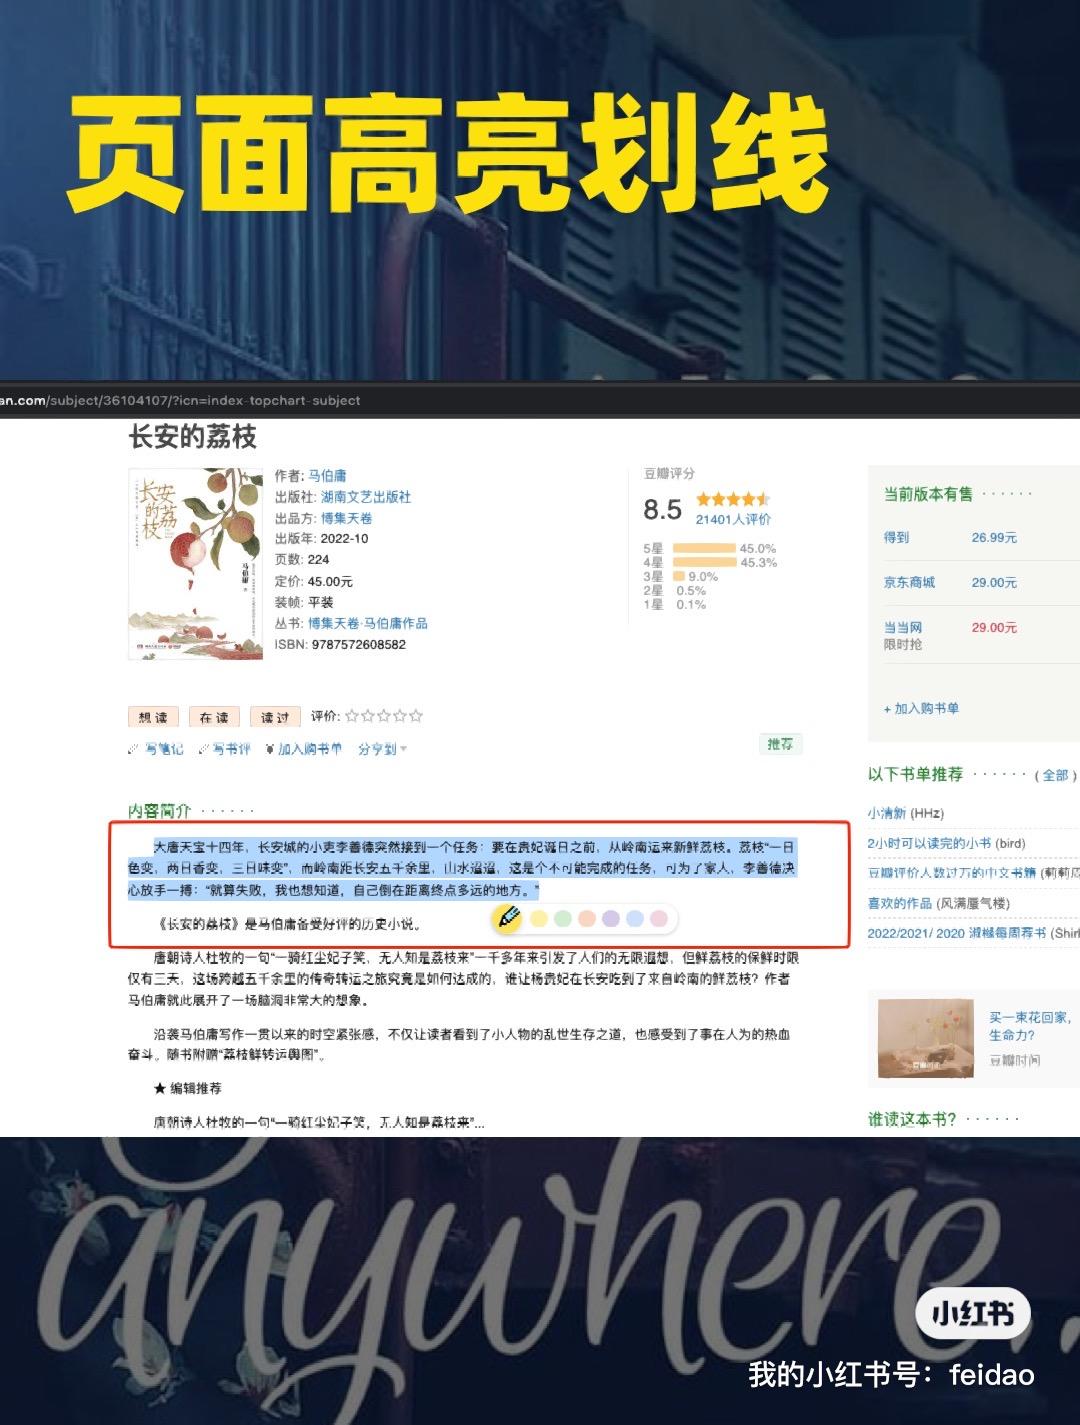 页面高亮划线
an.com/subject/36104107/?icn=index-topchart-subject
长安的荔枝
长安的荔枝
马伯庸
作者: 马伯庸
出版社: 湖南文艺出版社
出品方: 博集天卷
出版年: 2022-10
页数: 224
定价: 45.00元
装帧: 平装
丛书: 博集天卷·马伯庸作品
ISBN: 9787572608582
豆瓣评分
8.5
21401人评价
5星 45.0%
4星 45.3%
3星 9.0%
2星 0.5%
1星 0.1%
想读 在读 读过 评价:
写笔记 写书评 加入购书单 分享到
推荐
内容简介 · · · · · ·
大唐天宝十四年，长安城的小吏李善德突然接到一个任务：要在贵妃诞日之前，从岭南运来新鲜荔枝。荔枝“一日
色变，两日香变，三日味变”，而岭南距长安五千余里，山水迢迢，这是个不可能完成的任务，可为了家人，李善德决
心放手一搏：“就算失败，我也想知道，自己倒在距离终点多远的地方。”
《长安的荔枝》是马伯庸备受好评的历史小说。
唐朝诗人杜牧的一句“一骑红尘妃子笑，无人知是荔枝来”一千多年来引发了人们的无限遐想，但鲜荔枝的保鲜时限
仅有三天，这场跨越五千余里的传奇转运之旅究竟是如何达成的，谁让杨贵妃在长安吃到了来自岭南的鲜荔枝？作者
马伯庸就此展开了一场脑洞非常大的想象。
沿袭马伯庸写作一贯以来的时空紧张感，不仅让读者看到了小人物的乱世生存之道，也感受到了事在人为的热血
奋斗。随书附赠“荔枝鲜转运舆图”。
★ 编辑推荐
唐朝诗人杜牧的一句“一骑红尘妃子笑，无人知是荔枝来”...
当前版本有售 · · · · · ·
得到 26.99元
京东商城 29.00元
当当网 29.00元
限时抢
+ 加入购书单
以下书单推荐 · · · · · · ( 全部 )
小清新 (HHz)
2小时可以读完的小书 (bird)
豆瓣评价人数过万的中文书籍 (莉莉
喜欢的作品 (风满蜃气楼)
2022/2021/ 2020 每周荐书 (Shirl
买一束花回家，
生命力？
豆瓣时间
豆瓣时间
谁读这本书? · · · · · ·
anywhere.
小红书
我的小红书号：feidao